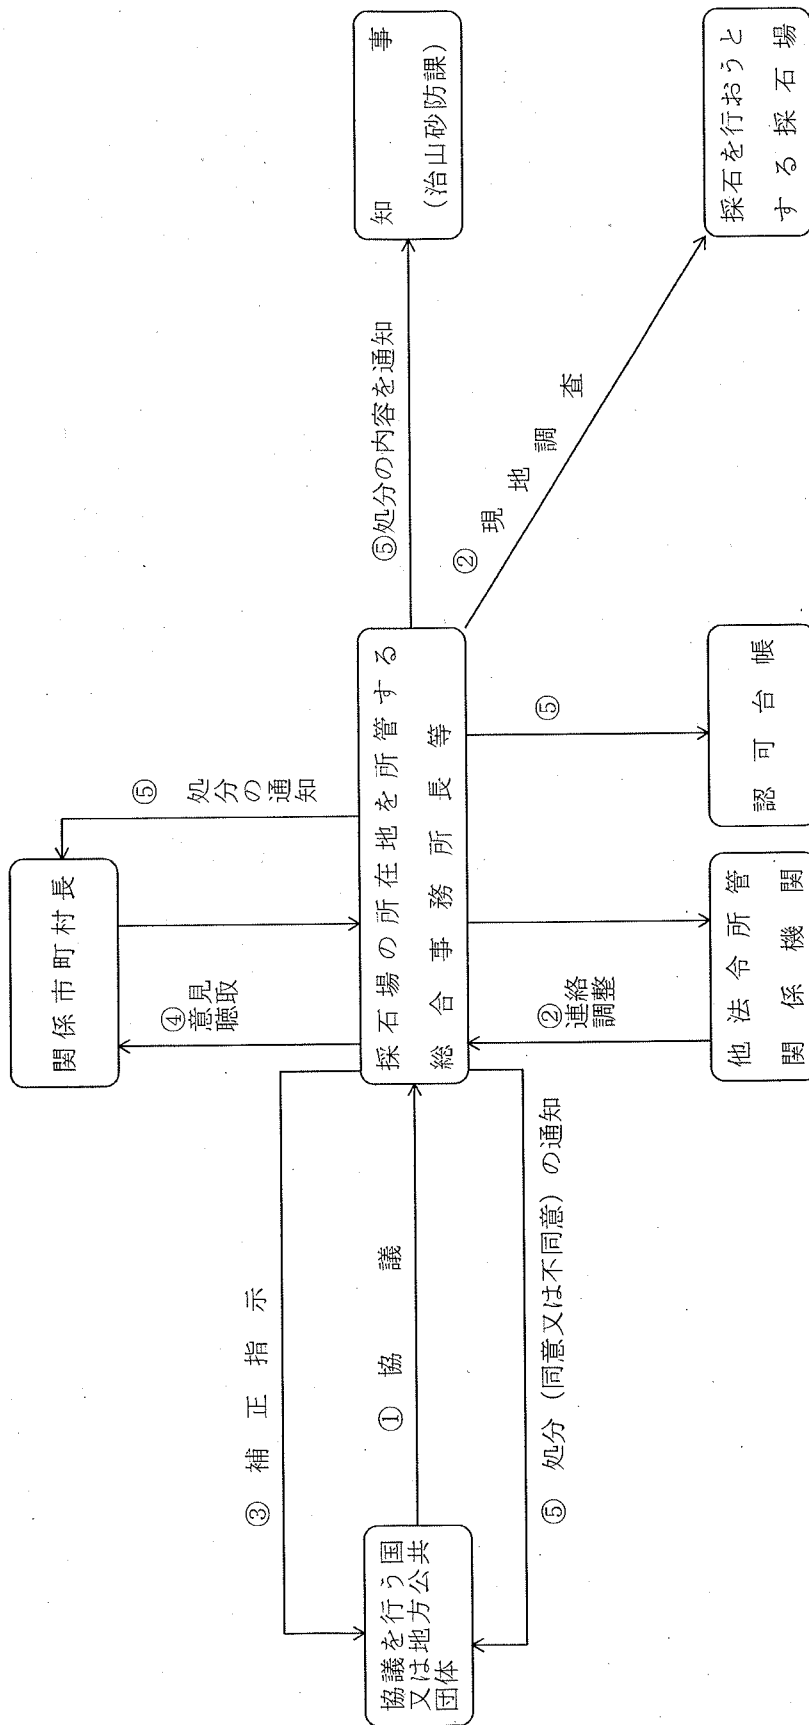 関係市町村長
④意見
聴取
⑤ 処分の
通知
③ 補正指示
協議を行う国
又は地方公共
団体
① 協議
採石場の所在地を所管する
総合事務所長等
⑤処分の内容を通知
知事
(治山砂防課)
⑤ 処分(同意又は不同意)の通知
②連絡
調整
⑤
② 現地調査
他法令所管
関係機関
認可台帳
採石を行おうと
する採石場